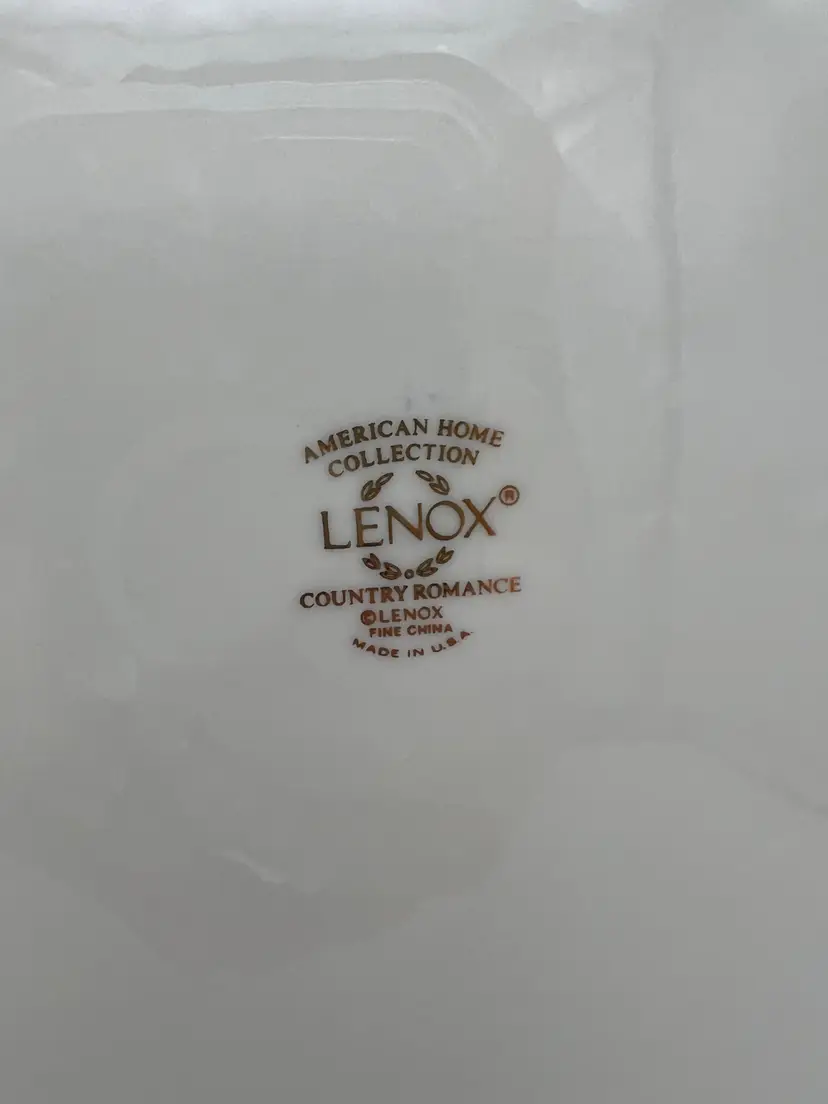 AMERICAN HOME
COLLECTION
LENOX®
COUNTRY ROMANCE
©LENOX
FINE CHINA
MADE IN U.S.A.